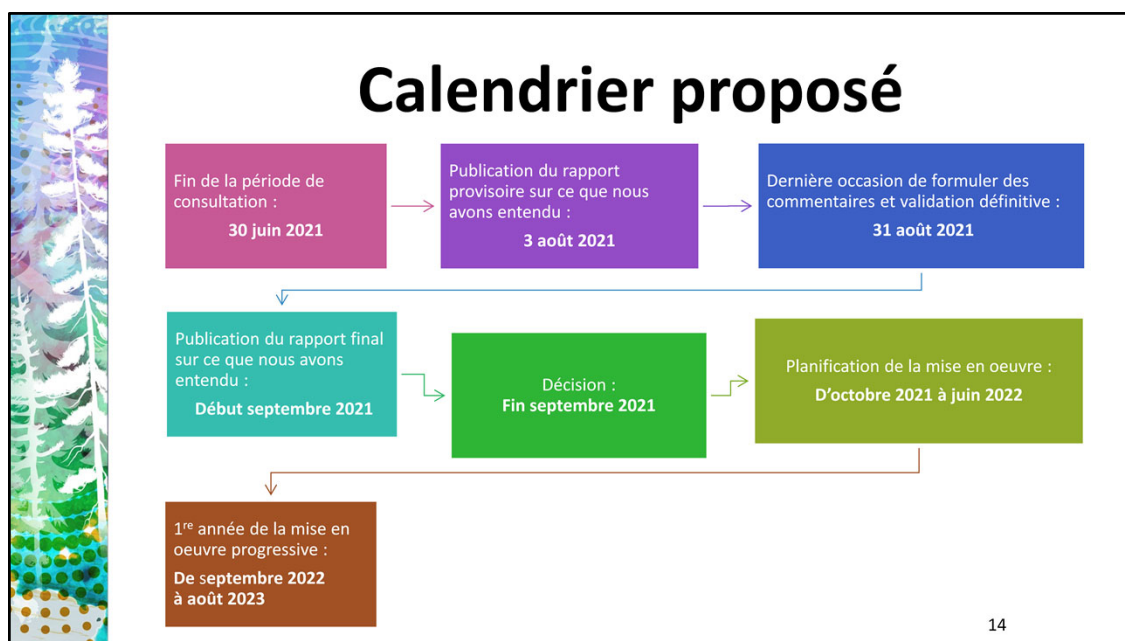 Calendrier proposé
Fin de la période de
consultation :
30 juin 2021
Publication du rapport
provisoire sur ce que nous
avons entendu :
3 août 2021
Dernière occasion de formuler des
commentaires et validation définitive :
31 août 2021
Publication du rapport final
sur ce que nous avons
entendu :
Début septembre 2021
Décision :
Fin septembre 2021
Planification de la mise en oeuvre :
D’octobre 2021 à juin 2022
1re année de la mise en
oeuvre progressive :
De septembre 2022
à août 2023
14